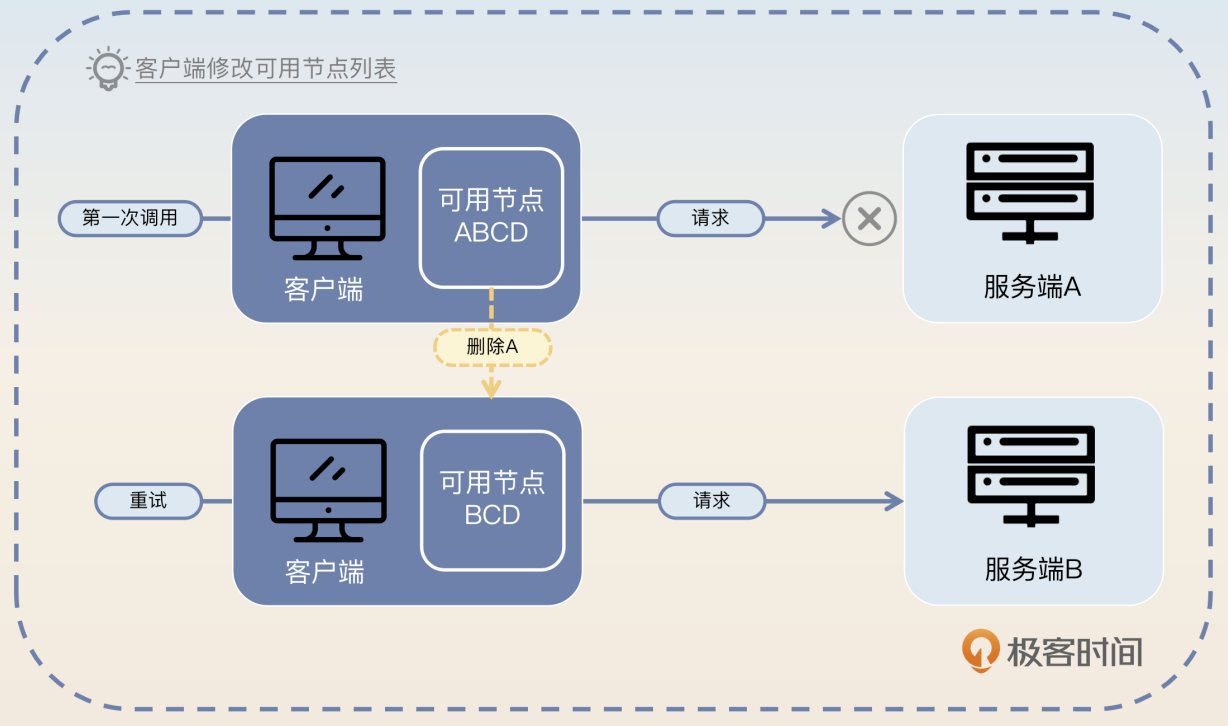 客户端修改可用节点列表
第一次调用
可用节点
ABCD
客户端
请求
服务端A
删除A
重试
可用节点
BCD
客户端
请求
服务端B
极客时间